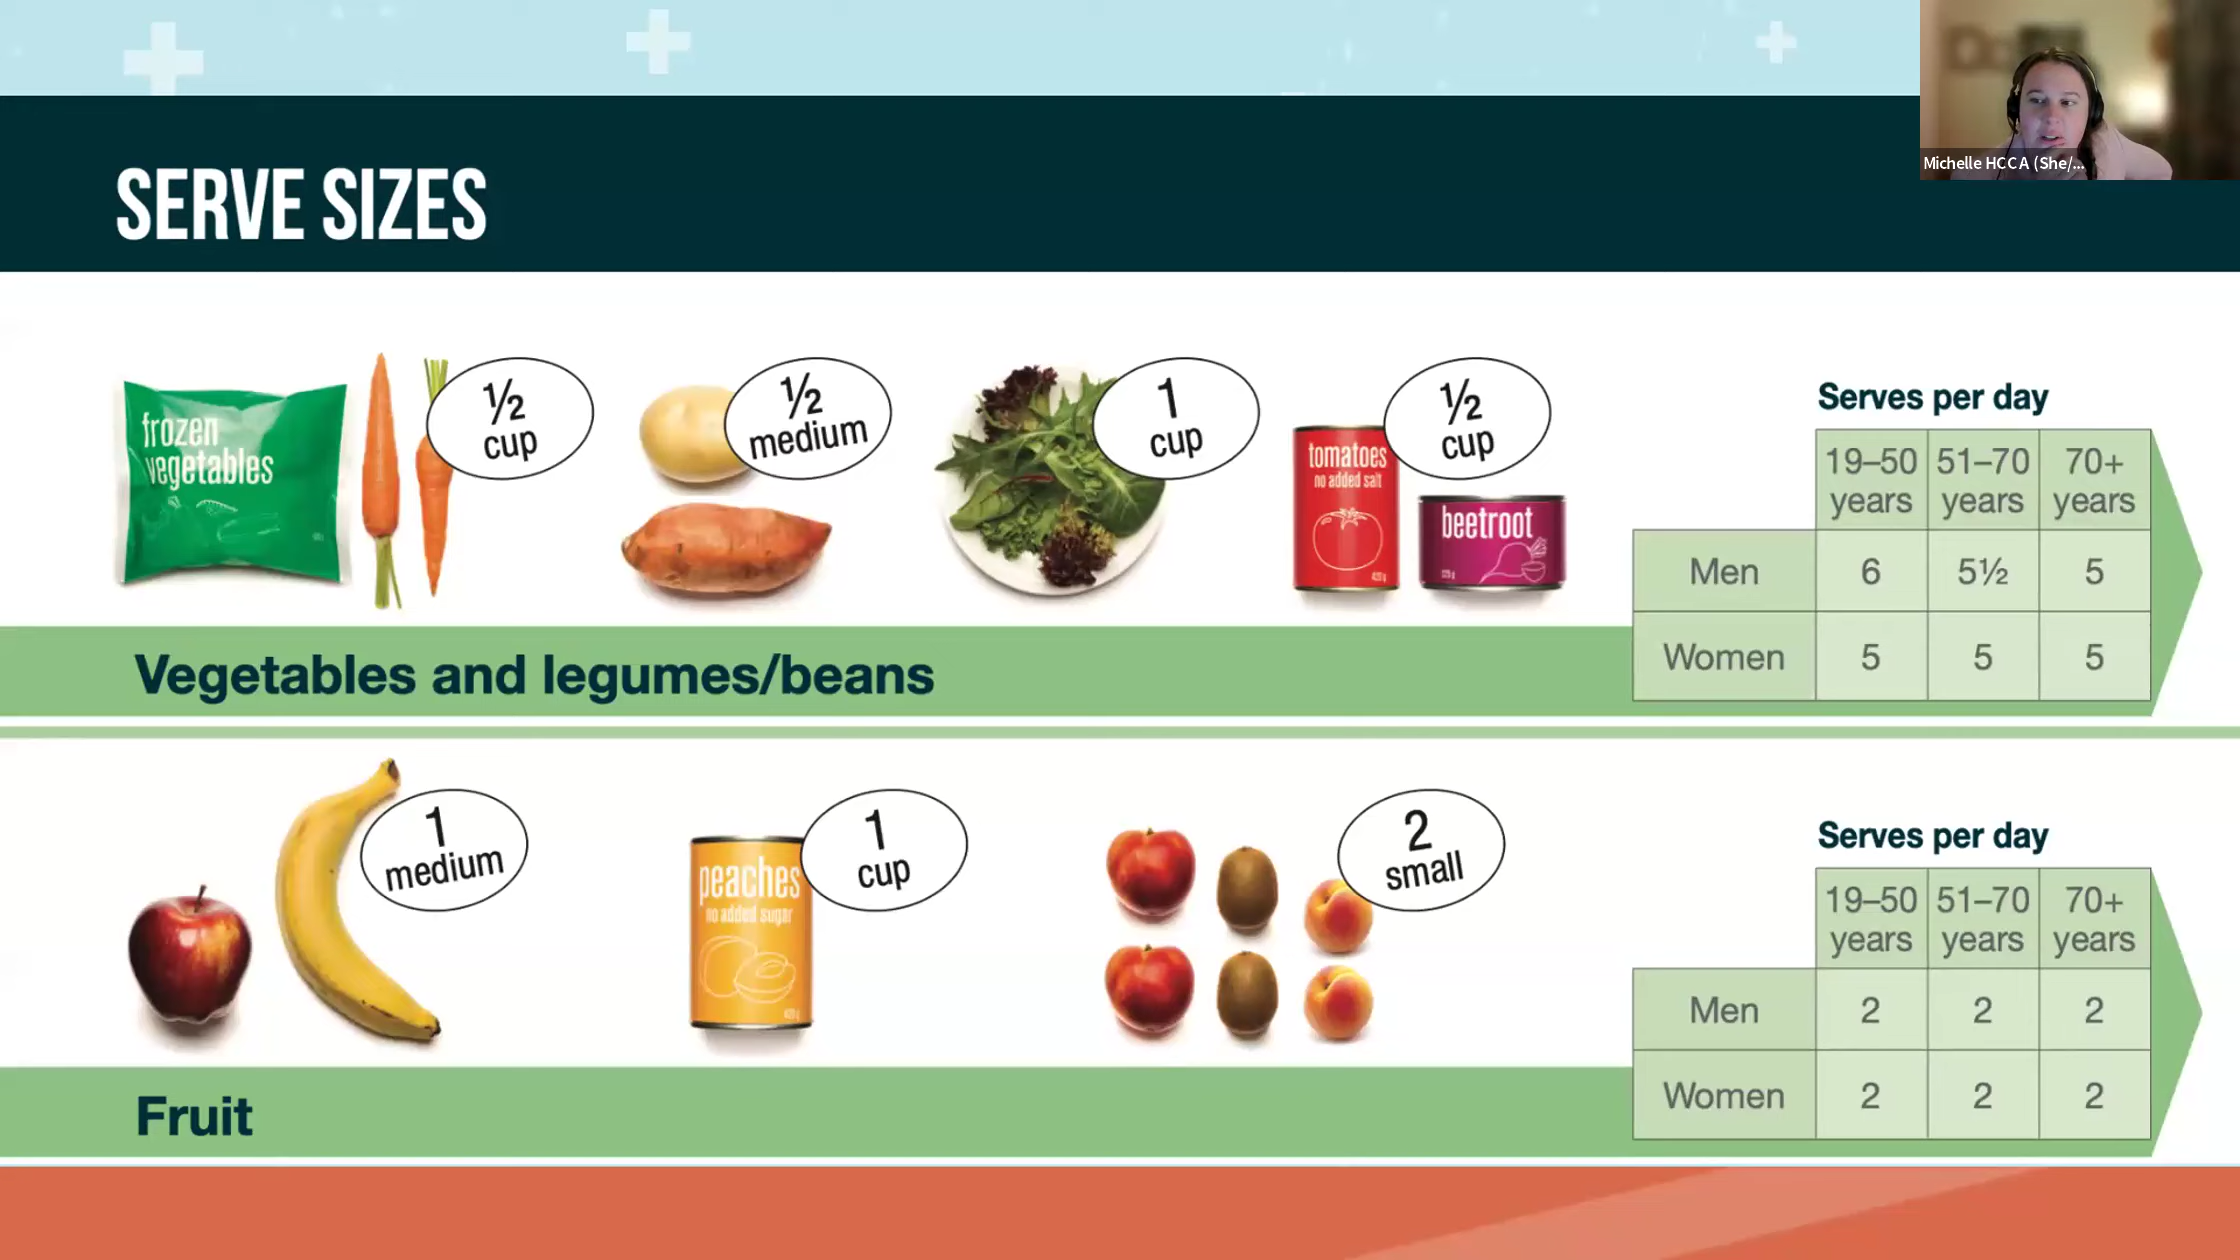 Michelle HCCA (She/...
SERVE SIZES
frozen
vegetables
½
cup
½
medium
1
cup
tomatoes
no added salt
420 g
½
cup
beetroot
Vegetables and legumes/beans
Serves per day
19–50 51–70 70+
years years years
Men 6 5½ 5
Women 5 5 5
1
medium
peaches
no added sugar
420 g
1
cup
2
small
Fruit
Serves per day
19–50 51–70 70+
years years years
Men 2 2 2
Women 2 2 2